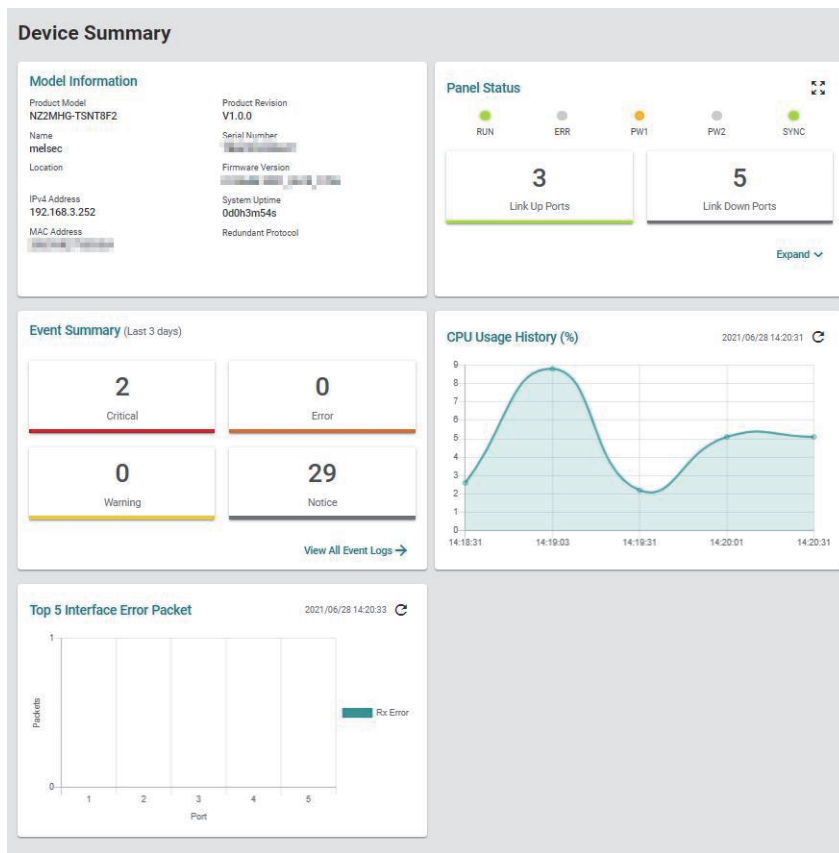 Device Summary
Model Information
Product Model
NZ2MHG-TSNT8F2
Product Revision
V1.0.0
Name
melsec
Serial Number
Location
Firmware Version
IPv4 Address
192.168.3.252
System Uptime
0d0h3m54s
MAC Address
Redundant Protocol
Panel Status
RUN ERR PW1 PW2 SYNC
3
Link Up Ports
5
Link Down Ports
Expand
Event Summary (Last 3 days)
2
Critical
0
Error
0
Warning
29
Notice
View All Event Logs
CPU Usage History (%)
2021/06/28 14:20:31
9
8
7
6
5
4
3
2
1
0
14:18:31 14:19:03 14:19:31 14:20:01 14:20:31
Top 5 Interface Error Packet
2021/06/28 14:20:33
1
Packets
0
1 2 3 4 5
Port
Rx Error